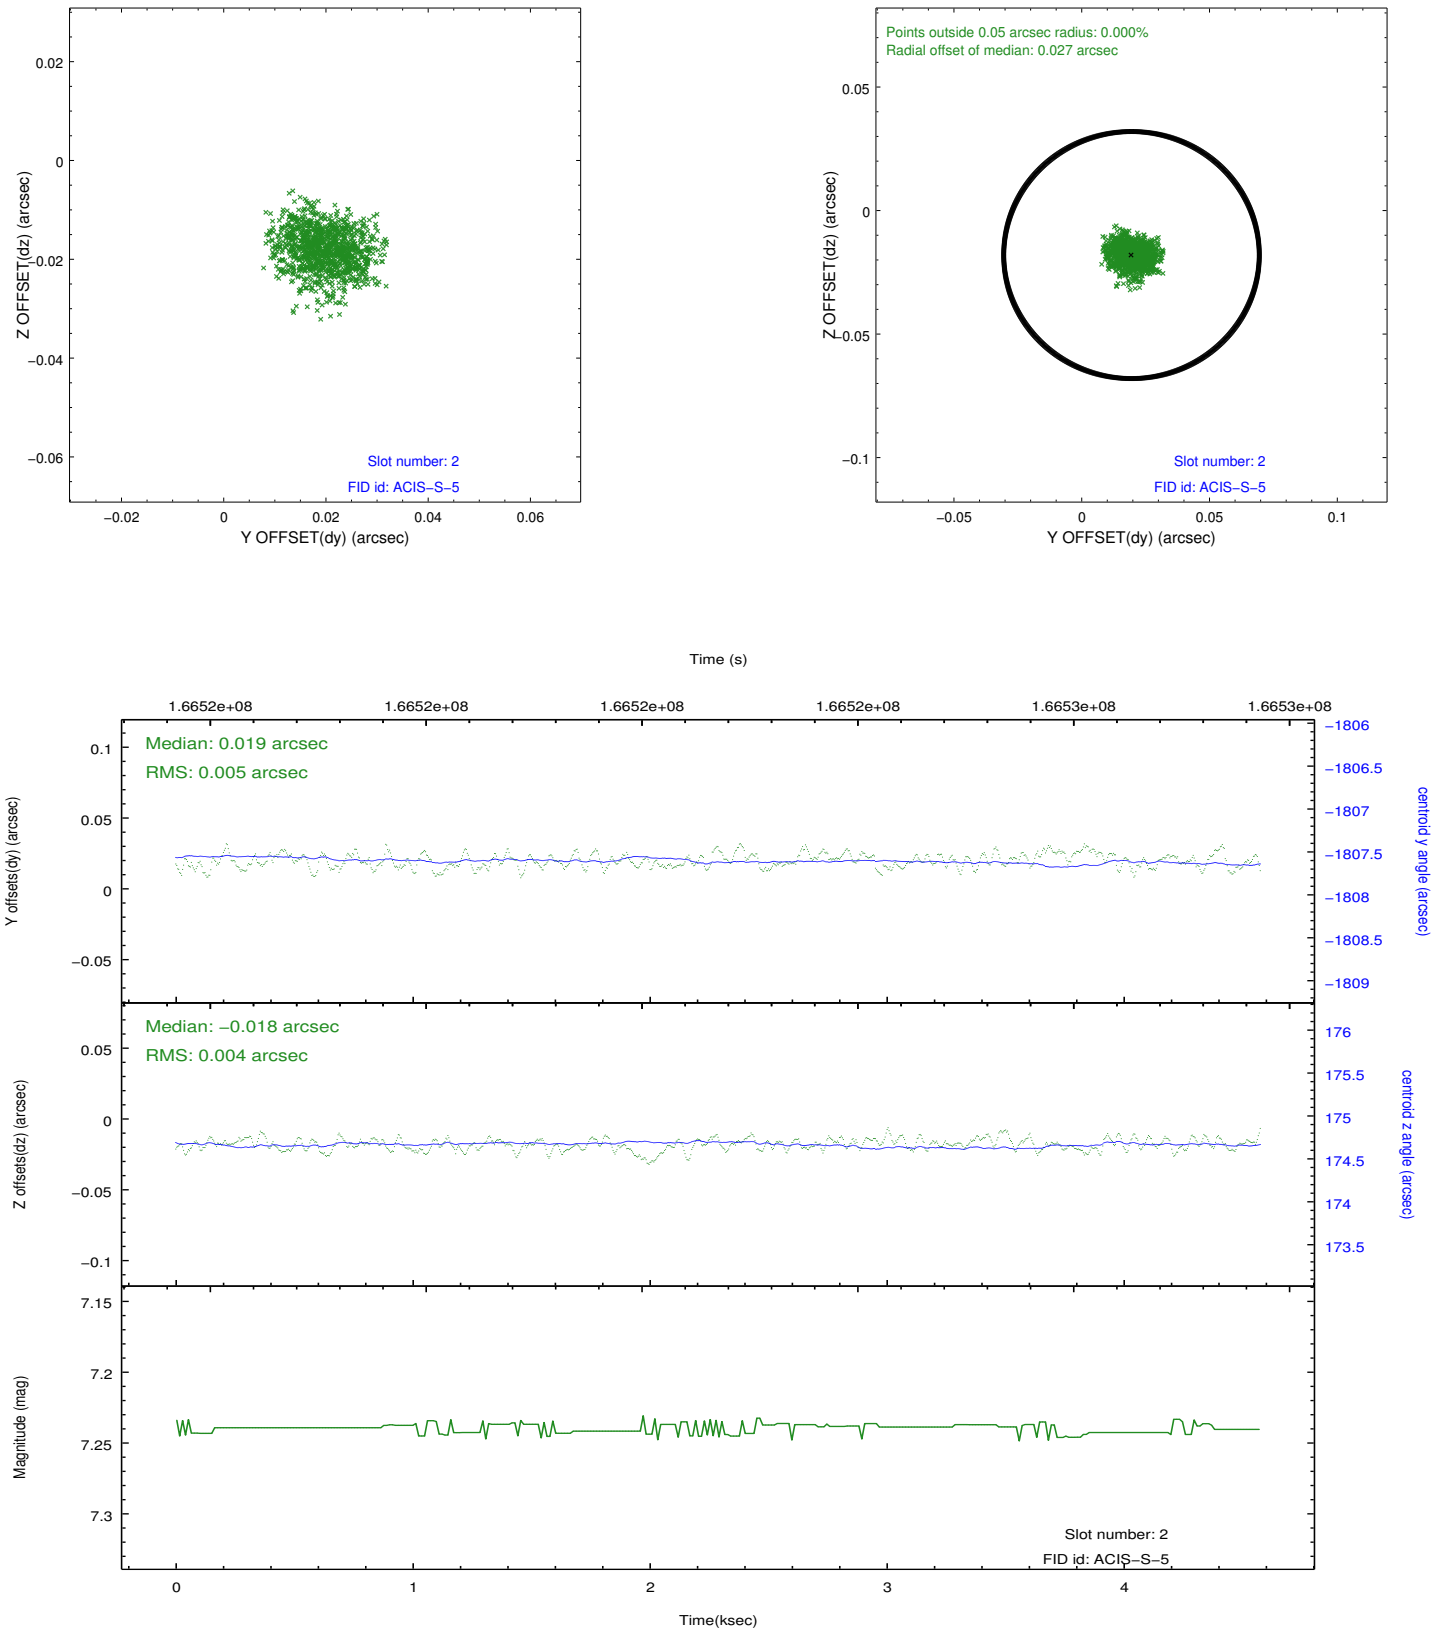 0.02
0
−0.02
−0.04
−0.06
Z OFFSET(dz) (arcsec)
Slot number: 2
FID id: ACIS−S−5
−0.02 0 0.02 0.04 0.06
Y OFFSET(dy) (arcsec)
Points outside 0.05 arcsec radius: 0.000%
Radial offset of median: 0.027 arcsec
0.05
0
−0.05
−0.1
Z OFFSET(dz) (arcsec)
Slot number: 2
FID id: ACIS−S−5
−0.05 0 0.05 0.1
Y OFFSET(dy) (arcsec)
Time (s)
1.6652e+08 1.6652e+08 1.6652e+08 1.6652e+08 1.6653e+08 1.6653e+08
Median: 0.019 arcsec
RMS: 0.005 arcsec
0.1
0.05
0
−0.05
Y offsets(dy) (arcsec)
−1806
−1806.5
−1807
−1807.5
−1808
−1808.5
−1809
centroid y angle (arcsec)
Median: −0.018 arcsec
RMS: 0.004 arcsec
0.05
0
−0.05
−0.1
Z offsets(dz) (arcsec)
176
175.5
175
174.5
174
173.5
centroid z angle (arcsec)
7.15
7.2
7.25
7.3
Magnitude (mag)
Slot number: 2
FID id: ACIS−S−5
0 1 2 3 4
Time(ksec)